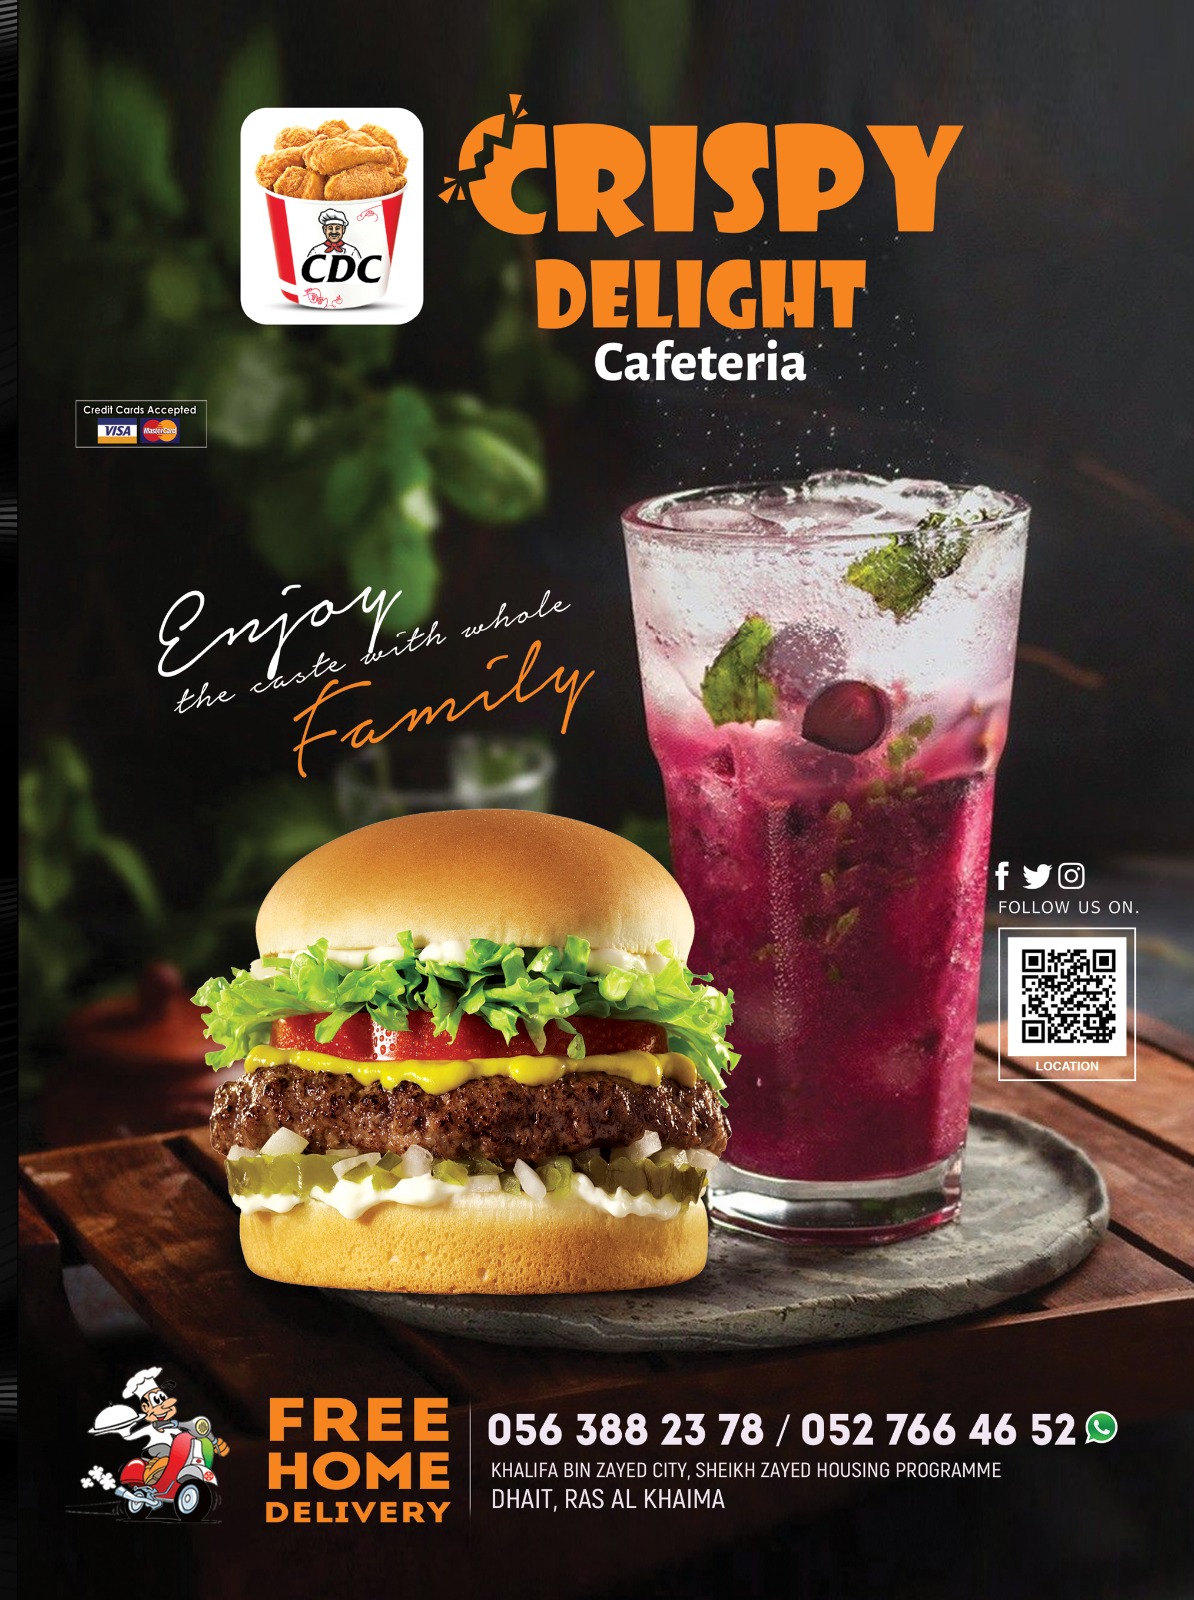 CDC
CRISPY
DELIGHT
Cafeteria
Credit Cards Accepted
VISA MasterCard
Enjoy
the caste with whole
Family
FOLLOW US ON.
LOCATION
FREE
HOME
DELIVERY
056 388 23 78 / 052 766 46 52
KHALIFA BIN ZAYED CITY, SHEIKH ZAYED HOUSING PROGRAMME
DHAIT, RAS AL KHAIMA